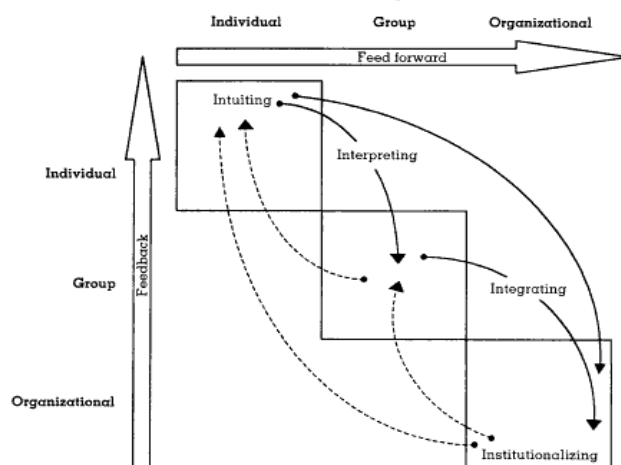 Individual Group Organizational
Feed forward
Intuiting
Interpreting
Individual
Feedback
Group
Integrating
Organizational
Institutionalizing